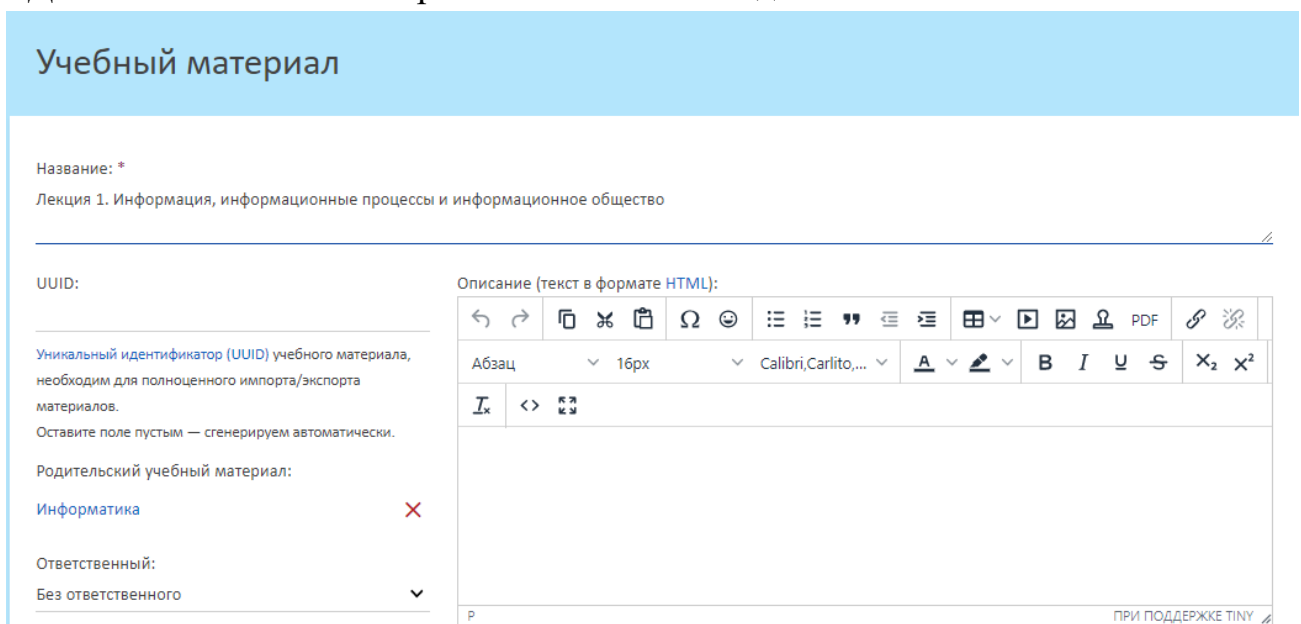 Учебный материал
Название: *
Лекция 1. Информация, информационные процессы и информационное общество
UUID:
Уникальный идентификатор (UUID) учебного материала,
необходим для полноценного импорта/экспорта
материалов.
Оставите поле пустым — сгенерируем автоматически.
Родительский учебный материал:
Информатика
Ответственный:
Без ответственного
Описание (текст в формате HTML):
PDF
Абзац 16px Calibri,Carlito,... A B I U S X₂ X²
Tx <>
P ПРИ ПОДДЕРЖКЕ TINY